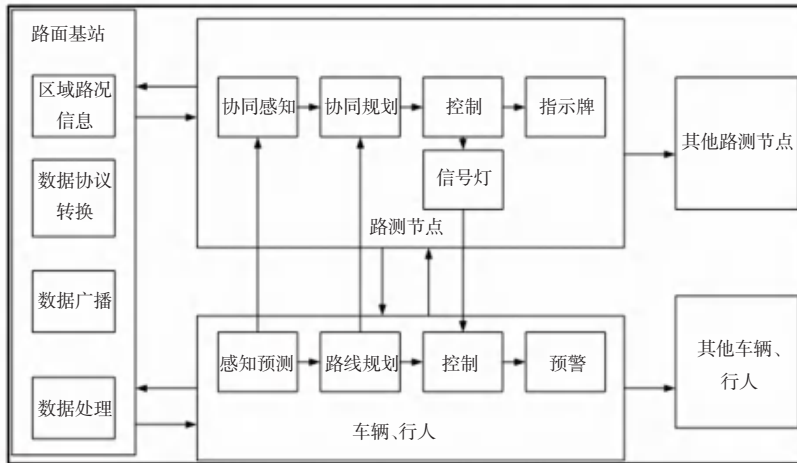 路面基站
区域路况
信息
数据协议
转换
数据广播
数据处理
协同感知
协同规划
控制
指示牌
信号灯
路测节点
其他路测节点
感知预测
路线规划
控制
预警
车辆、行人
其他车辆、
行人